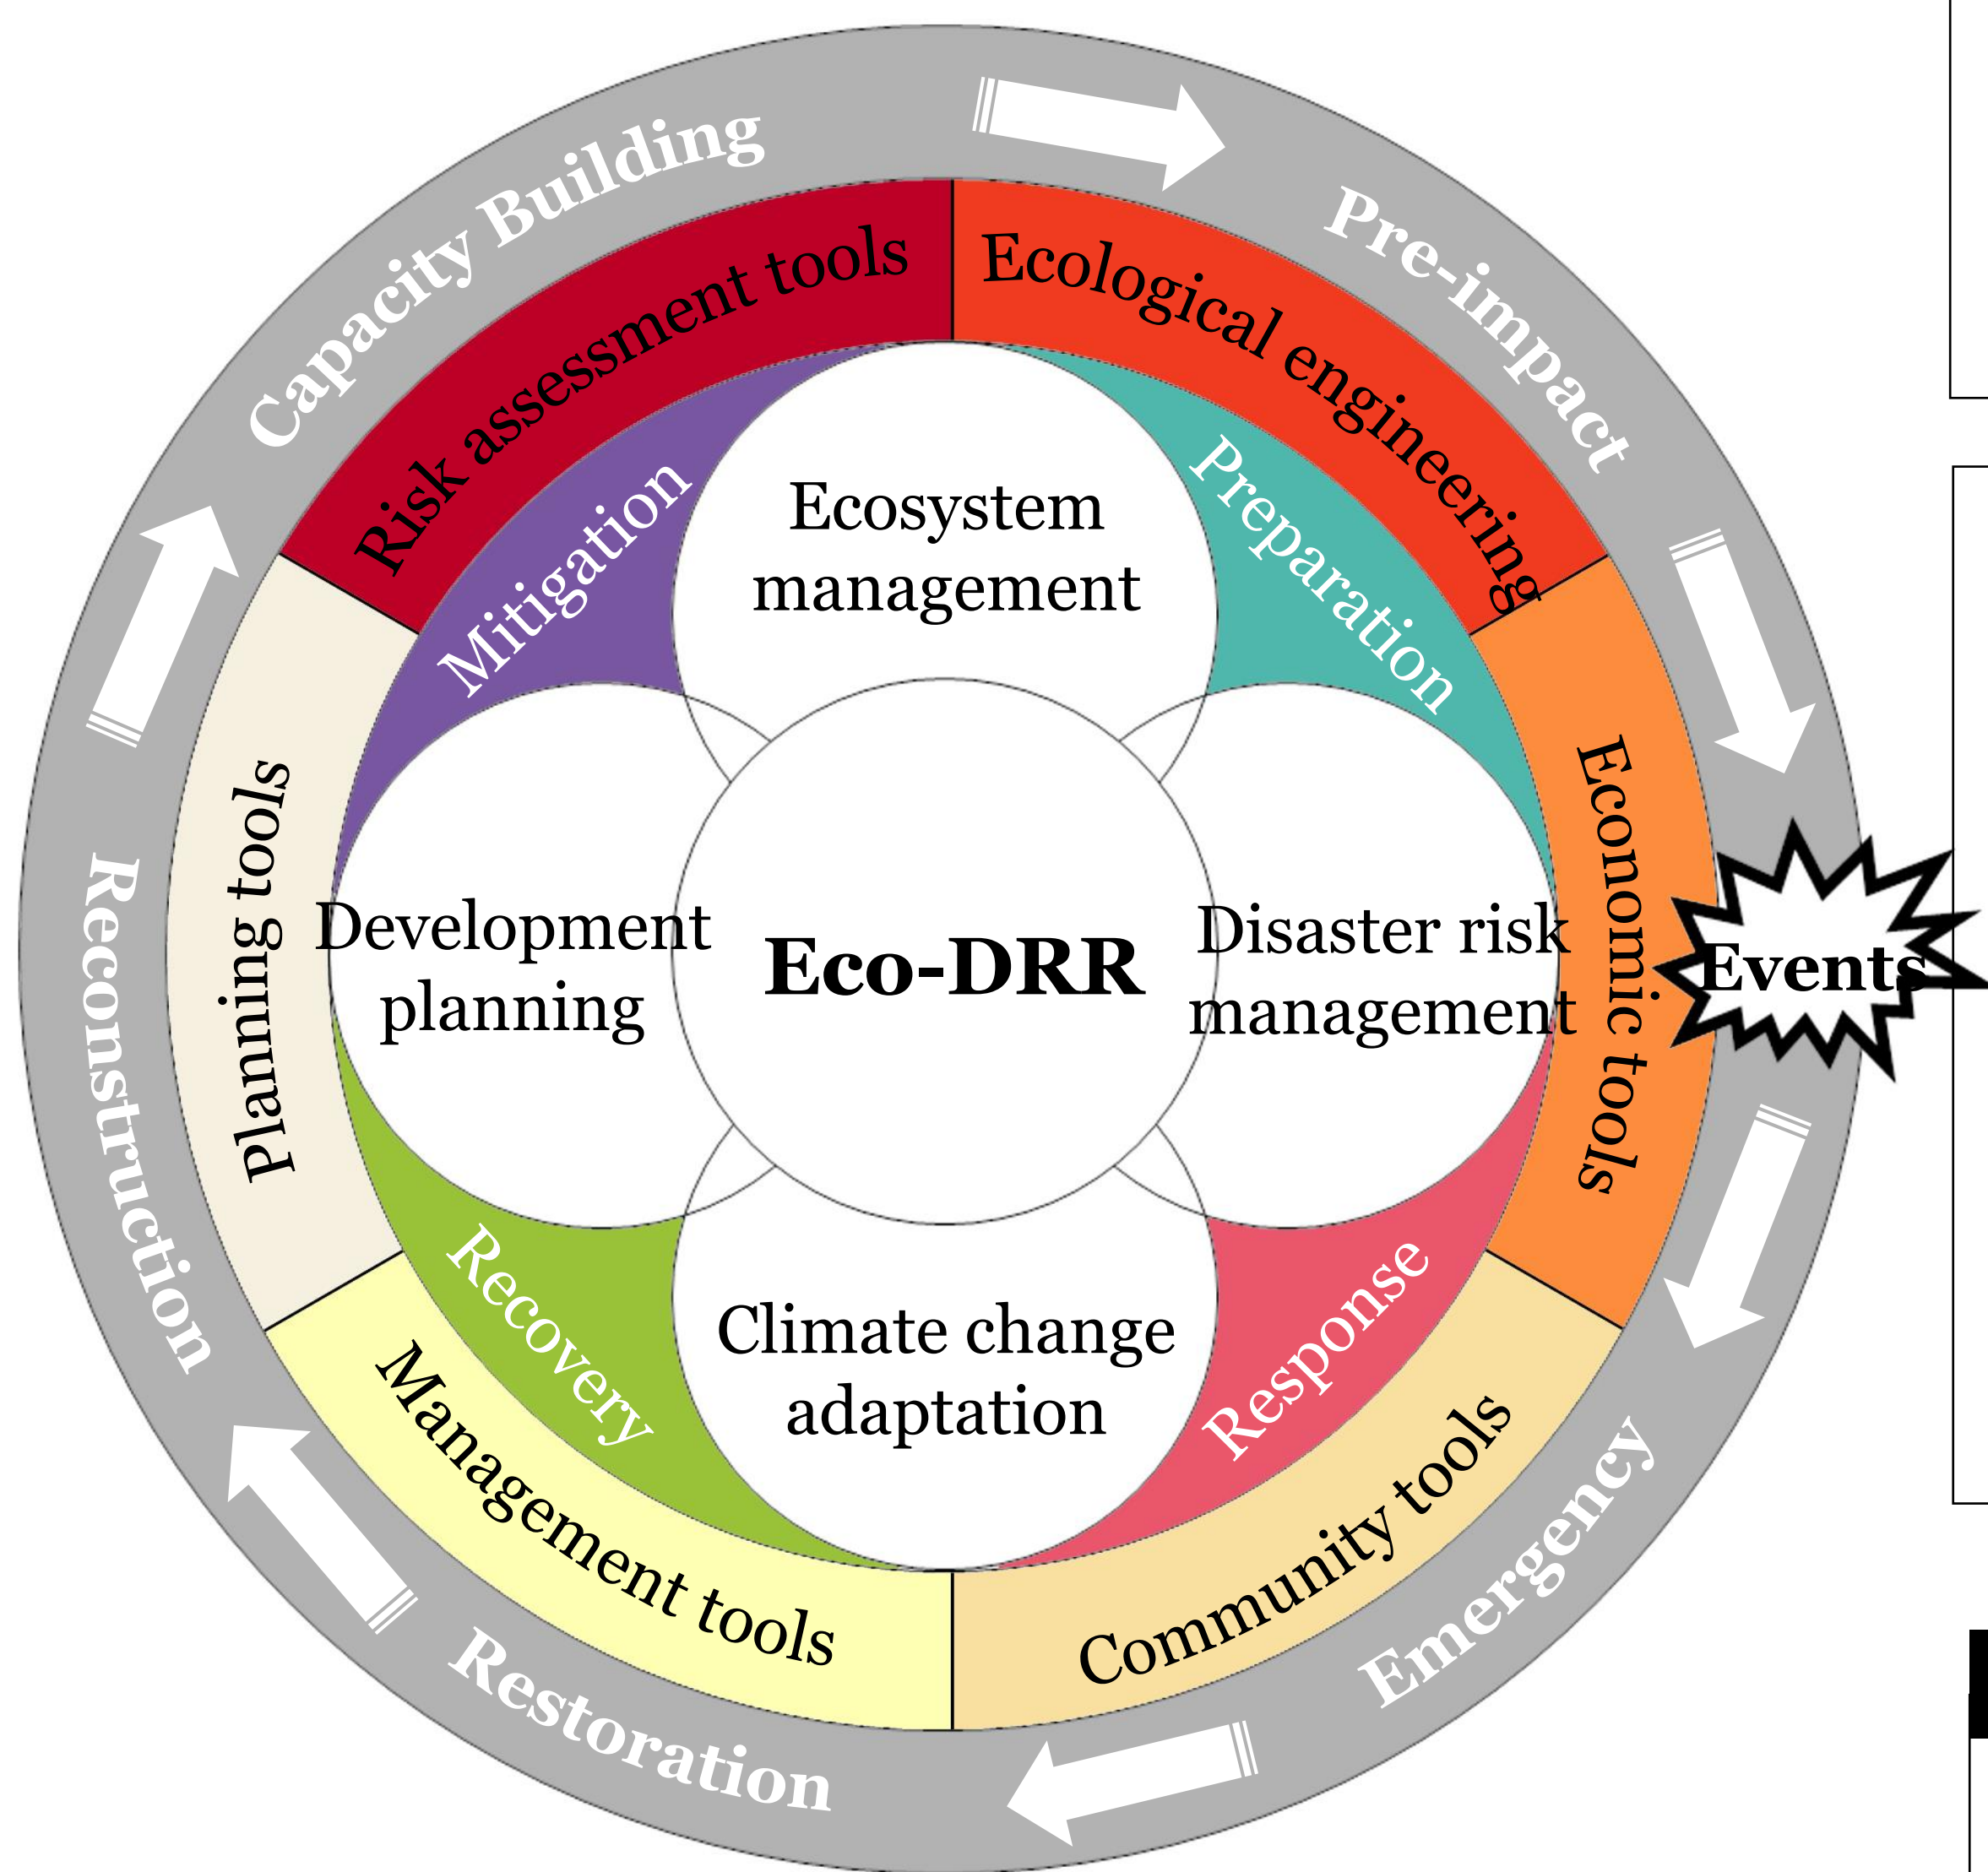 Capacity Building
Pre-impact
Risk assessment tools
Ecological engineering
Mitigation
Preparation
Ecosystem
management
Planning tools
Economic tools
Reconstruction
Development
planning
Eco-DRR
Disaster risk
management
Events
Recovery
Response
Climate change
adaptation
Management tools
Community tools
Restoration
Emergency